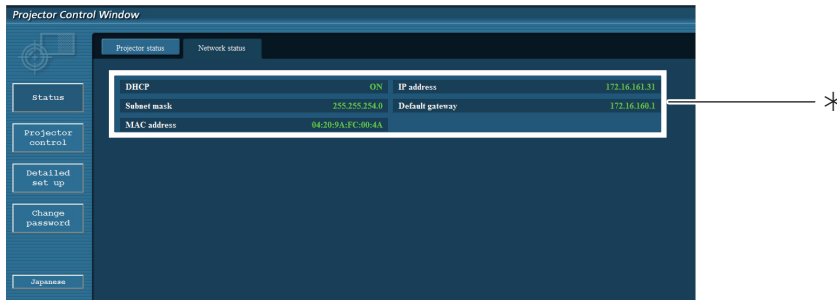 Projector Control Window
Projector status Network status
DHCP ON IP address 172.16.161.31
Subnet mask 255.255.254.0 Default gateway 172.16.160.1
MAC address 04:20:9A:FC:00:4A
Status
Projector
control
Detailed
set up
Change
password
Japanese
*